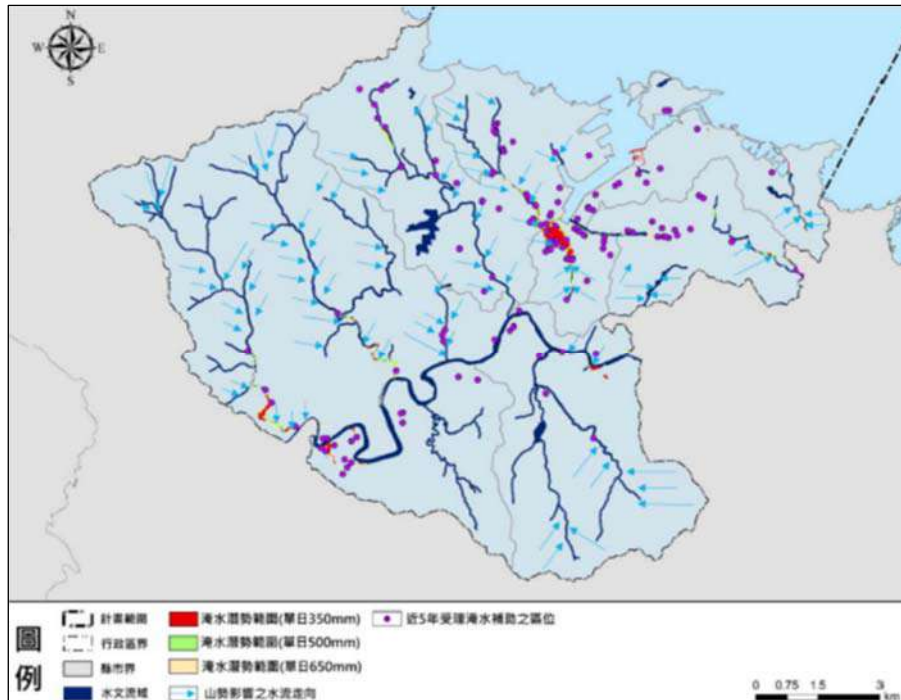 N
W E
S
圖例
計畫範圍
行政區界
縣市界
水文流域
淹水潛勢範圍(單日350mm)
淹水潛勢範圍(單日500mm)
淹水潛勢範圍(單日650mm)
山勢影響之水流走向
近5年受理淹水補助之區位
0 0.75 1.5 3
km